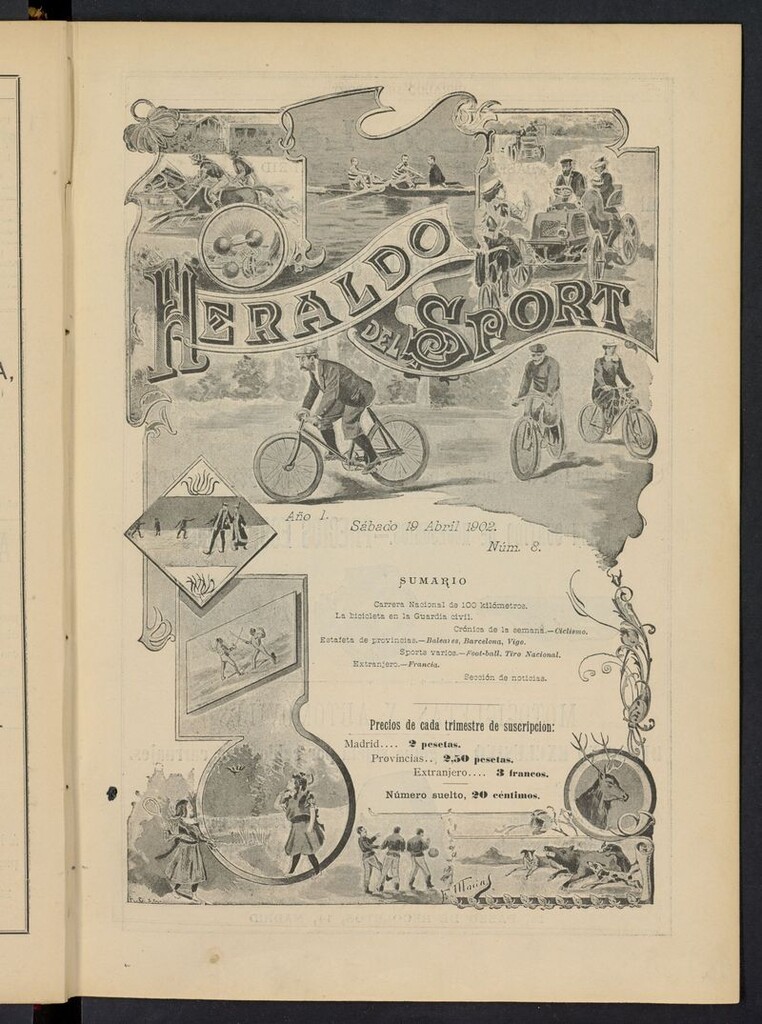 HERALDO
DEL SPORT
Año I.
Sábado 19 Abril 1902.
Núm. 8.
SUMARIO
Carrera Nacional de 100 kilómetros.
La bicicleta en la Guardia civil.
Crónica de la semana.—Ciclismo.
Estafeta de provincias.—Baleares, Barcelona, Vigo.
Sports varios.—Foot-ball, Tiro Nacional.
Extranjero.—Francia.
Sección de noticias.
Precios de cada trimestre de suscripcion:
Madrid.... 2 pesetas.
Provincias.. 2,50 pesetas.
Extranjero.... 3 francos.
Número suelto, 20 céntimos.
A,